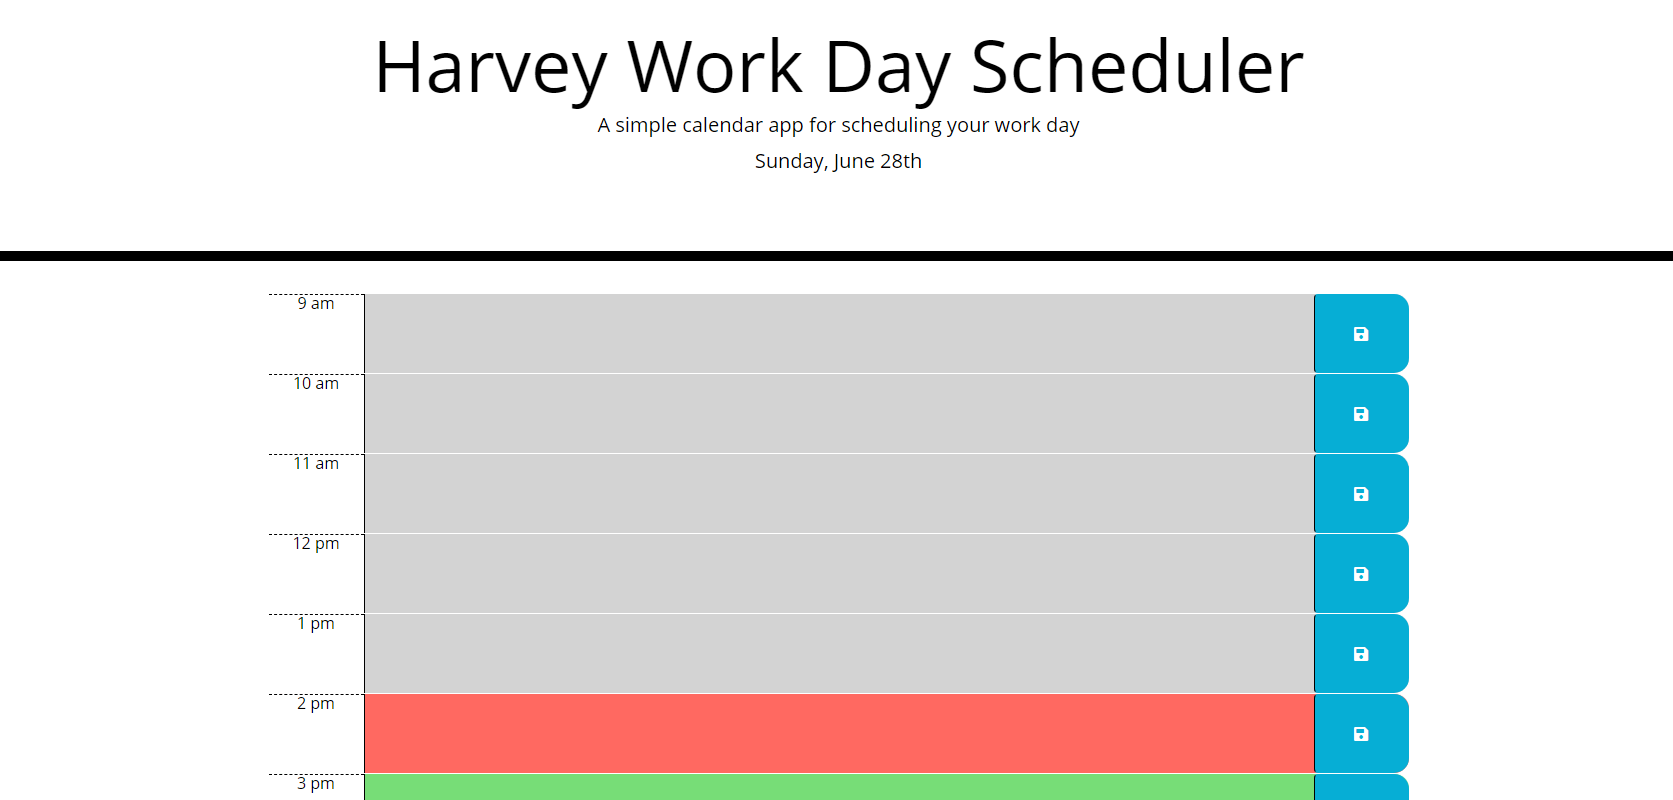 Harvey Work Day Scheduler
A simple calendar app for scheduling your work day
Sunday, June 28th
9 am
10 am
11 am
12 pm
1 pm
2 pm
3 pm